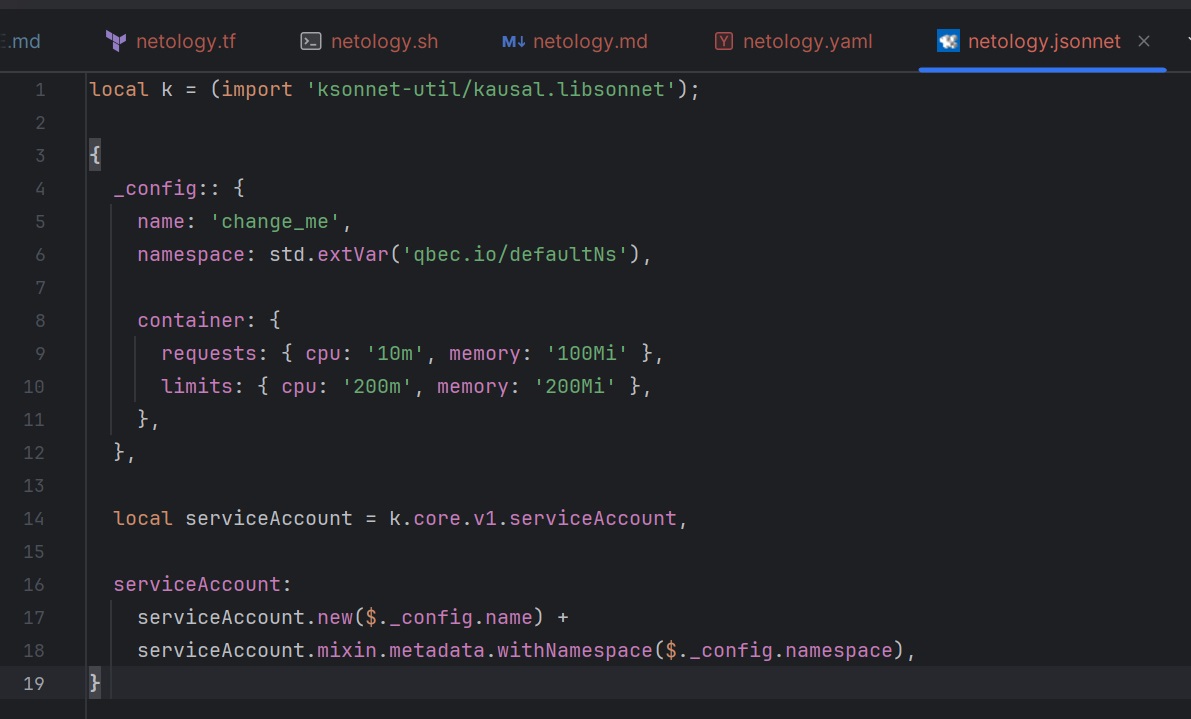 .md
netology.tf
netology.sh
M↓ netology.md
Y netology.yaml
netology.jsonnet ×
1 local k = (import 'ksonnet-util/kausal.libsonnet');
2
3 {
4   _config:: {
5     name: 'change_me',
6     namespace: std.extVar('qbec.io/defaultNs'),
7
8     container: {
9       requests: { cpu: '10m', memory: '100Mi' },
10       limits: { cpu: '200m', memory: '200Mi' },
11     },
12   },
13
14   local serviceAccount = k.core.v1.serviceAccount,
15
16   serviceAccount:
17     serviceAccount.new($._config.name) +
18     serviceAccount.mixin.metadata.withNamespace($._config.namespace),
19 }